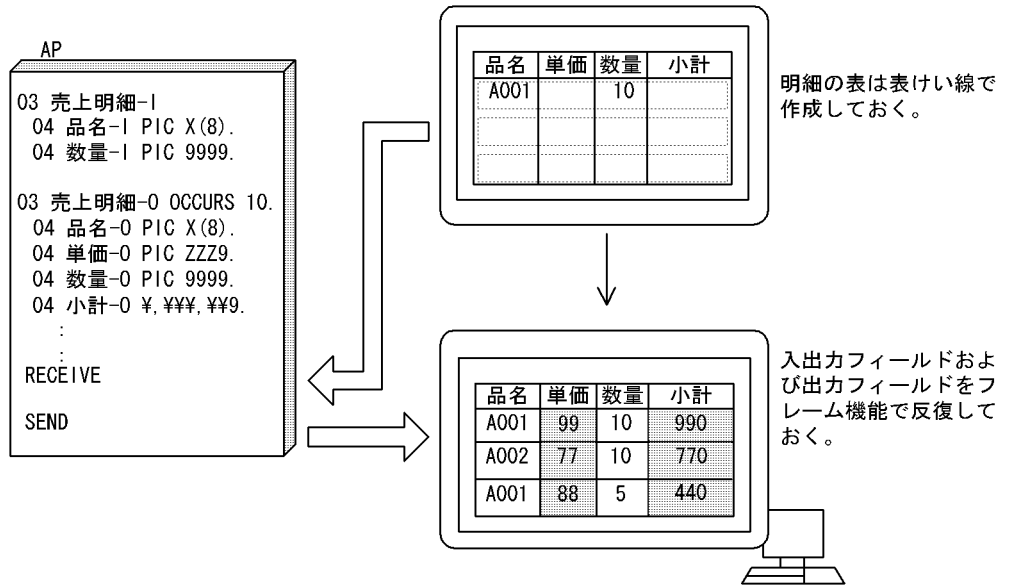 AP
03 売上明細-I
04 品名-I PIC X(8).
04 数量-I PIC 9999.
03 売上明細-O OCCURS 10.
04 品名-O PIC X(8).
04 単価-O PIC ZZZ9.
04 数量-O PIC 9999.
04 小計-O ¥,¥¥¥,¥¥9.
:
:
RECEIVE
SEND
品名 単価 数量 小計
A001 10
明細の表は表けい線で
作成しておく。
品名 単価 数量 小計
A001 99 10 990
A002 77 10 770
A001 88 5 440
入出力フィールドおよ
び出力フィールドをフ
レーム機能で反復して
おく。